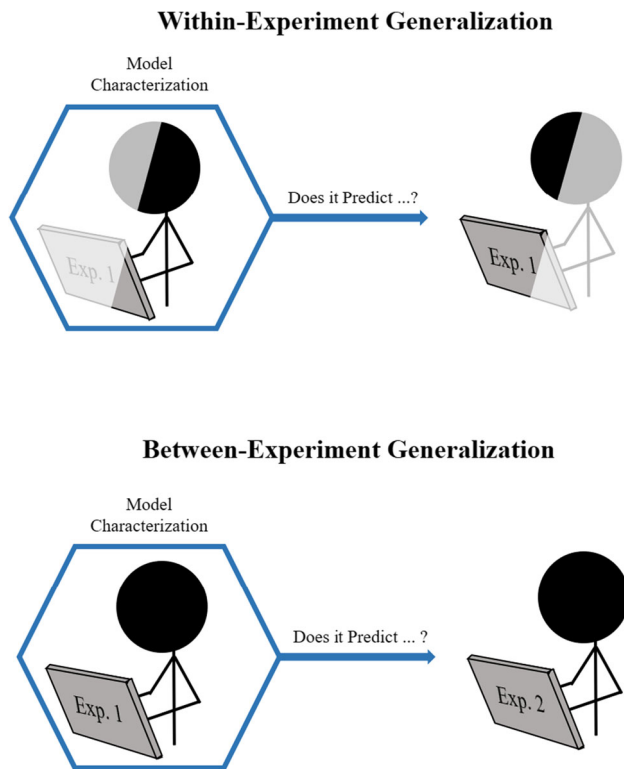 Within-Experiment Generalization
Model
Characterization
Does it Predict ...?
Exp. 1
Exp. 1
Between-Experiment Generalization
Model
Characterization
Does it Predict ... ?
Exp. 1
Exp. 2